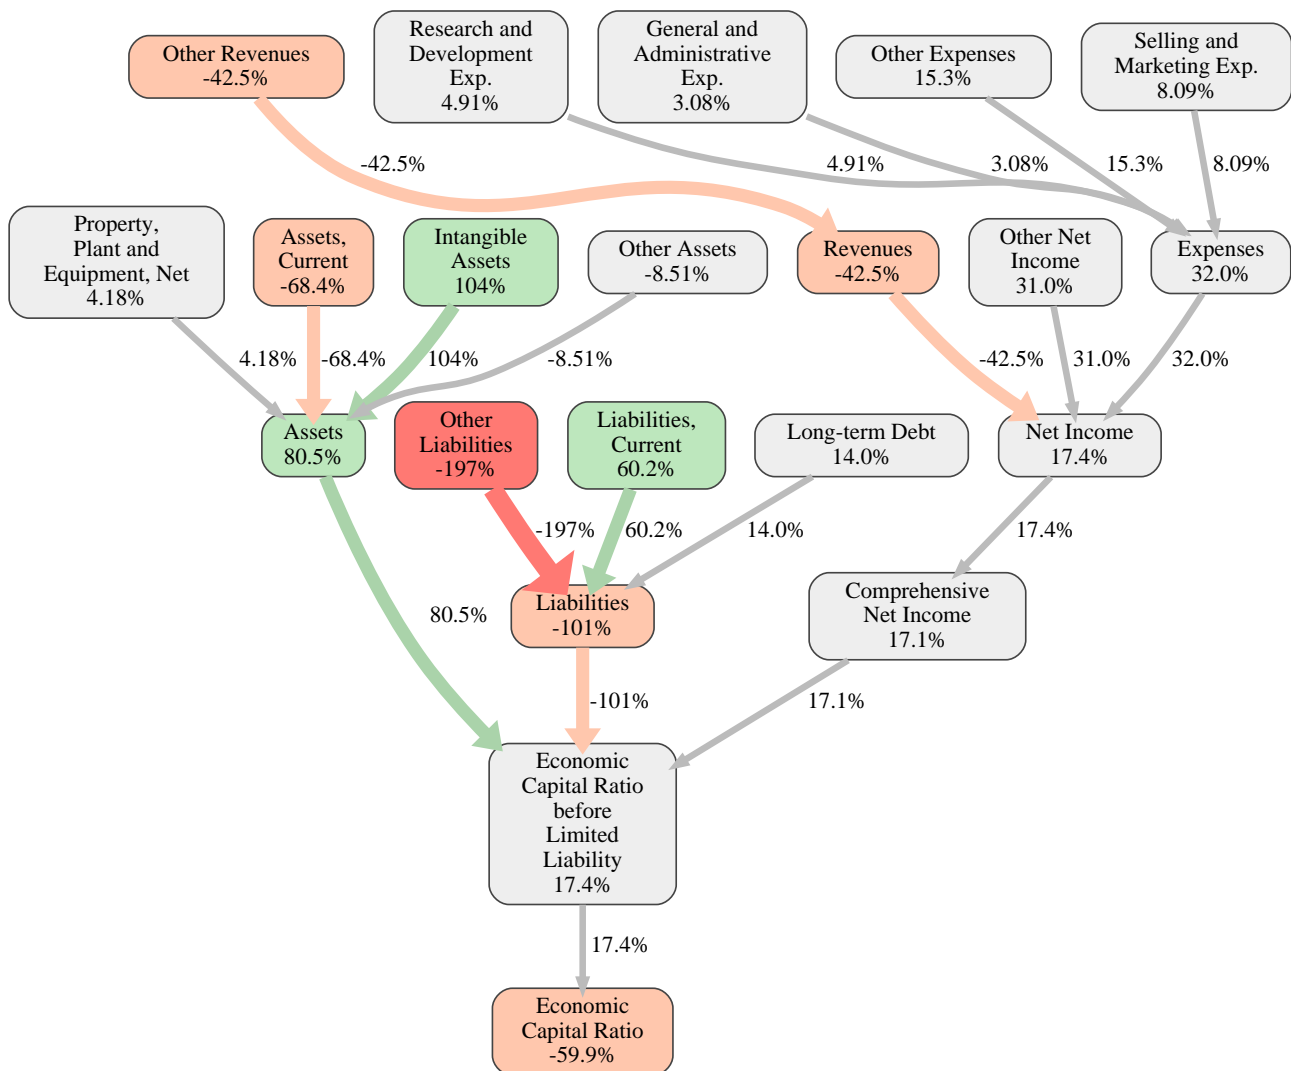 Other Revenues
-42.5%
Research and
Development
Exp.
4.91%
General and
Administrative
Exp.
3.08%
Other Expenses
15.3%
Selling and
Marketing Exp.
8.09%
-42.5%
4.91%
3.08%
15.3%
8.09%
Property,
Plant and
Equipment, Net
4.18%
Assets,
Current
-68.4%
Intangible
Assets
104%
Other Assets
-8.51%
Revenues
-42.5%
Other Net
Income
31.0%
Expenses
32.0%
4.18%
-68.4%
104%
-8.51%
-42.5%
31.0%
32.0%
Assets
80.5%
Other
Liabilities
-197%
Liabilities,
Current
60.2%
Long-term Debt
14.0%
Net Income
17.4%
-197%
60.2%
14.0%
17.4%
80.5%
Liabilities
-101%
Comprehensive
Net Income
17.1%
-101%
17.1%
Economic
Capital Ratio
before
Limited
Liability
17.4%
17.4%
Economic
Capital Ratio
-59.9%